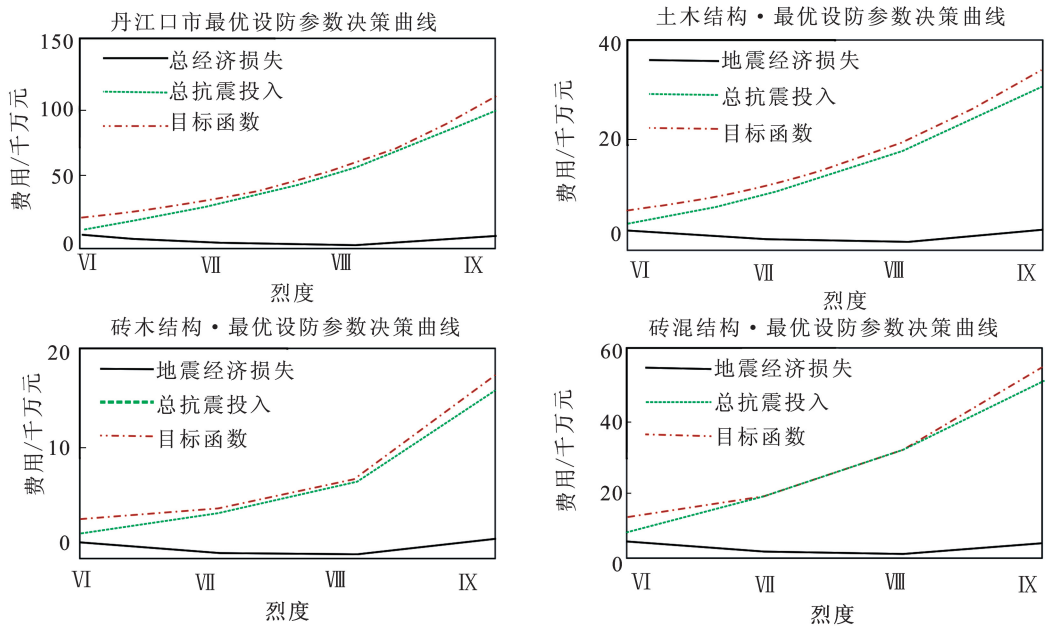 丹江口市最优设防参数决策曲线
150
100
50
0
费用/千万元
总经济损失
总抗震投入
目标函数
Ⅵ
Ⅶ
Ⅷ
Ⅸ
烈度
土木结构·最优设防参数决策曲线
40
20
0
费用/千万元
地震经济损失
总抗震投入
目标函数
Ⅵ
Ⅶ
Ⅷ
Ⅸ
烈度
砖木结构·最优设防参数决策曲线
20
10
0
费用/千万元
地震经济损失
总抗震投入
目标函数
Ⅵ
Ⅶ
Ⅷ
Ⅸ
烈度
砖混结构·最优设防参数决策曲线
60
40
20
0
费用/千万元
地震经济损失
总抗震投入
目标函数
Ⅵ
Ⅶ
Ⅷ
Ⅸ
烈度